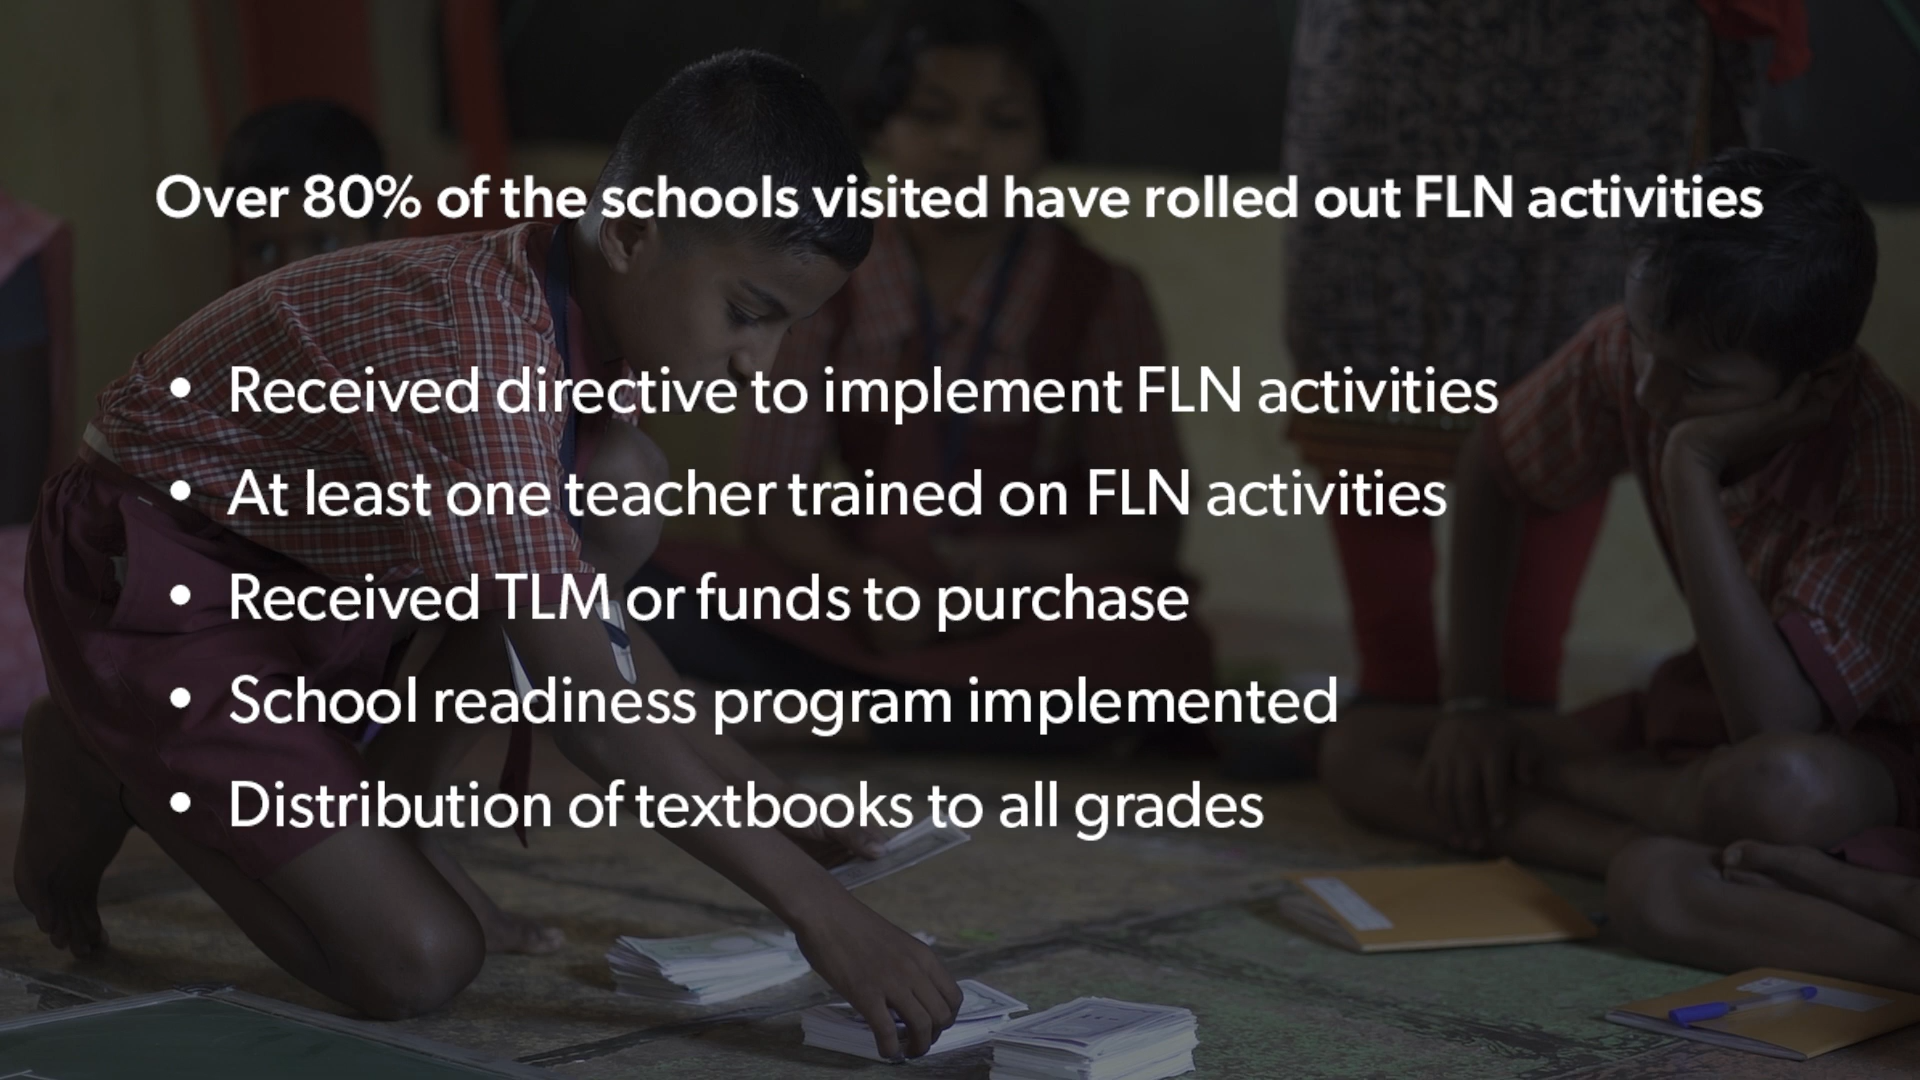 Over 80% of the schools visited have rolled out FLN activities
• Received directive to implement FLN activities
• At least one teacher trained on FLN activities
• Received TLM or funds to purchase
• School readiness program implemented
• Distribution of textbooks to all grades